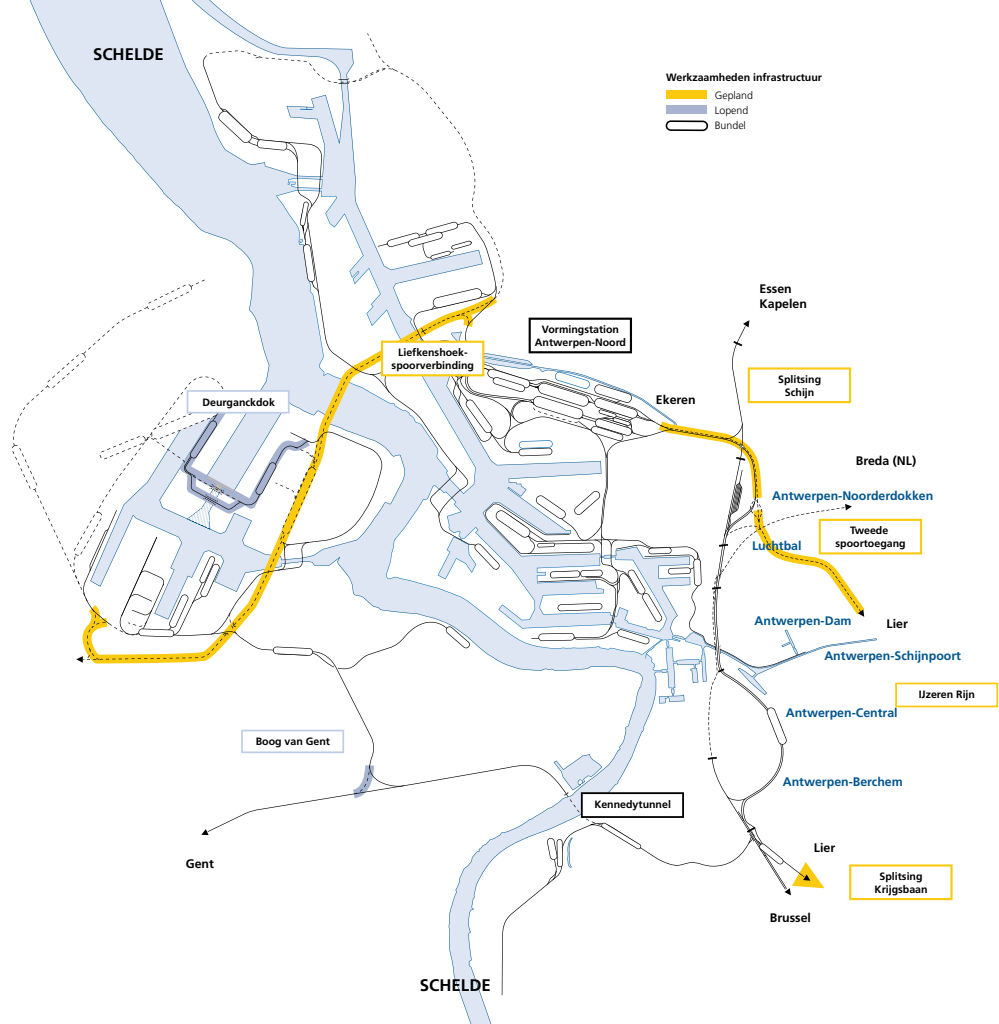 SCHELDE
Werkzaamheden infrastructuur
Gepland
Lopend
Bundel
Essen
Kapelen
Vormingstation
Antwerpen-Noord
Liefkenshoek-
spoorverbinding
Splitsing
Schijn
Deurganckdok
Ekeren
Breda (NL)
Antwerpen-Noorderdokken
Tweede
spoortoegang
Luchtbal
Antwerpen-Dam
Lier
Antwerpen-Schijnpoort
IJzeren Rijn
Antwerpen-Central
Boog van Gent
Antwerpen-Berchem
Kennedytunnel
Gent
Lier
Splitsing
Krijgsbaan
Brussel
SCHELDE